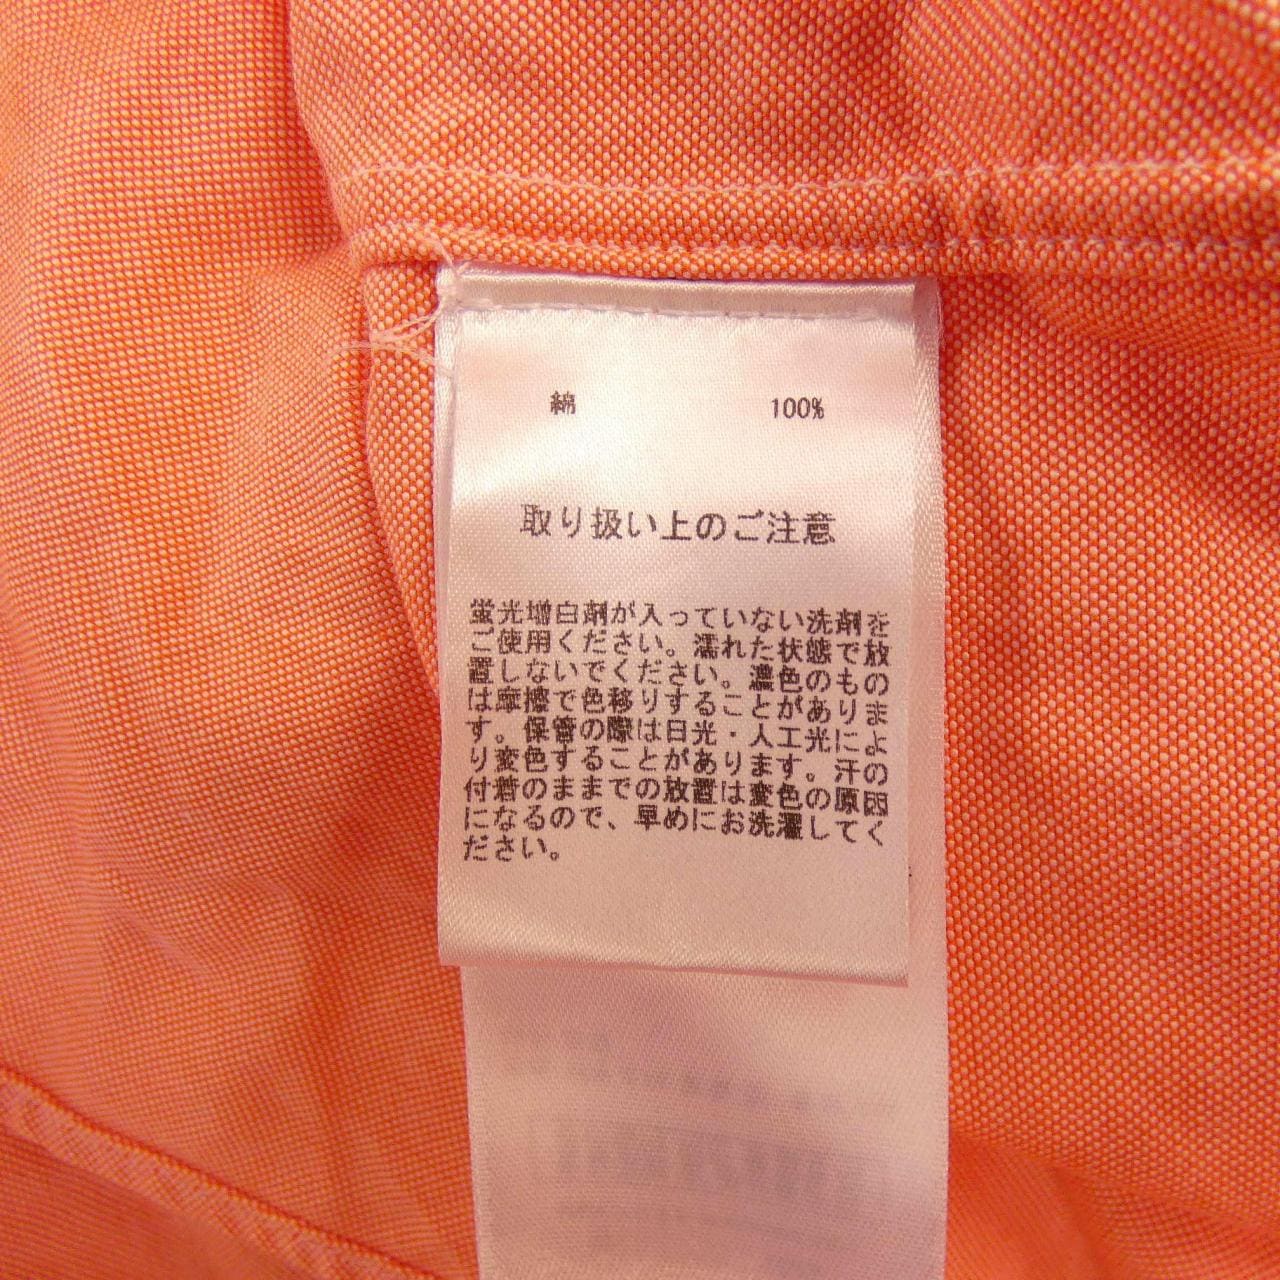 綿 100%
取り扱い上のご注意
蛍光増白剤が入っていない洗剤を
ご使用ください。濡れた状態で放
置しないでください。濃色のもの
は摩擦で色移りすることがありま
す。保管の際は日光・人工光によ
り変色することがあります。汗の
付着のままでの放置は変色の原因
になるので、早めにお洗濯してく
ださい。